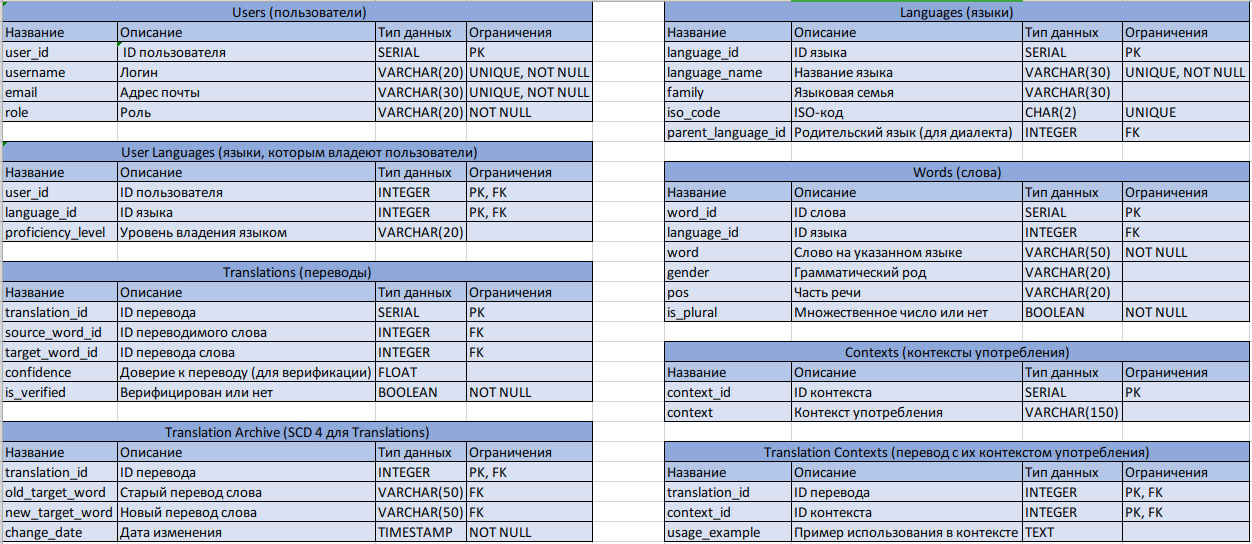 Users (пользователи)
Название Описание Тип данных Ограничения
user_id ID пользователя SERIAL PK
username Логин VARCHAR(20) UNIQUE, NOT NULL
email Адрес почты VARCHAR(30) UNIQUE, NOT NULL
role Роль VARCHAR(20) NOT NULL
User Languages (языки, которым владеют пользователи)
Название Описание Тип данных Ограничения
user_id ID пользователя INTEGER PK, FK
language_id ID языка INTEGER PK, FK
proficiency_level Уровень владения языком VARCHAR(20)
Translations (переводы)
Название Описание Тип данных Ограничения
translation_id ID перевода SERIAL PK
source_word_id ID переводимого слова INTEGER FK
target_word_id ID перевода слова INTEGER FK
confidence Доверие к переводу (для верификации) FLOAT
is_verified Верифицирован или нет BOOLEAN NOT NULL
Translation Archive (SCD 4 для Translations)
Название Описание Тип данных Ограничения
translation_id ID перевода INTEGER PK, FK
old_target_word Старый перевод слова VARCHAR(50) FK
new_target_word Новый перевод слова VARCHAR(50) FK
change_date Дата изменения TIMESTAMP NOT NULL
Languages (языки)
Название Описание Тип данных Ограничения
language_id ID языка SERIAL PK
language_name Название языка VARCHAR(30) UNIQUE, NOT NULL
family Языковая семья VARCHAR(30)
iso_code ISO-код CHAR(2) UNIQUE
parent_language_id Родительский язык (для диалекта) INTEGER FK
Words (слова)
Название Описание Тип данных Ограничения
word_id ID слова SERIAL PK
language_id ID языка INTEGER FK
word Слово на указанном языке VARCHAR(50) NOT NULL
gender Грамматический род VARCHAR(20)
pos Часть речи VARCHAR(20)
is_plural Множественное число или нет BOOLEAN NOT NULL
Contexts (контексты употребления)
Название Описание Тип данных Ограничения
context_id ID контекста SERIAL PK
context Контекст употребления VARCHAR(150)
Translation Contexts (перевод с их контекстом употребления)
Название Описание Тип данных Ограничения
translation_id ID перевода INTEGER PK, FK
context_id ID контекста INTEGER PK, FK
usage_example Пример использования в контексте TEXT